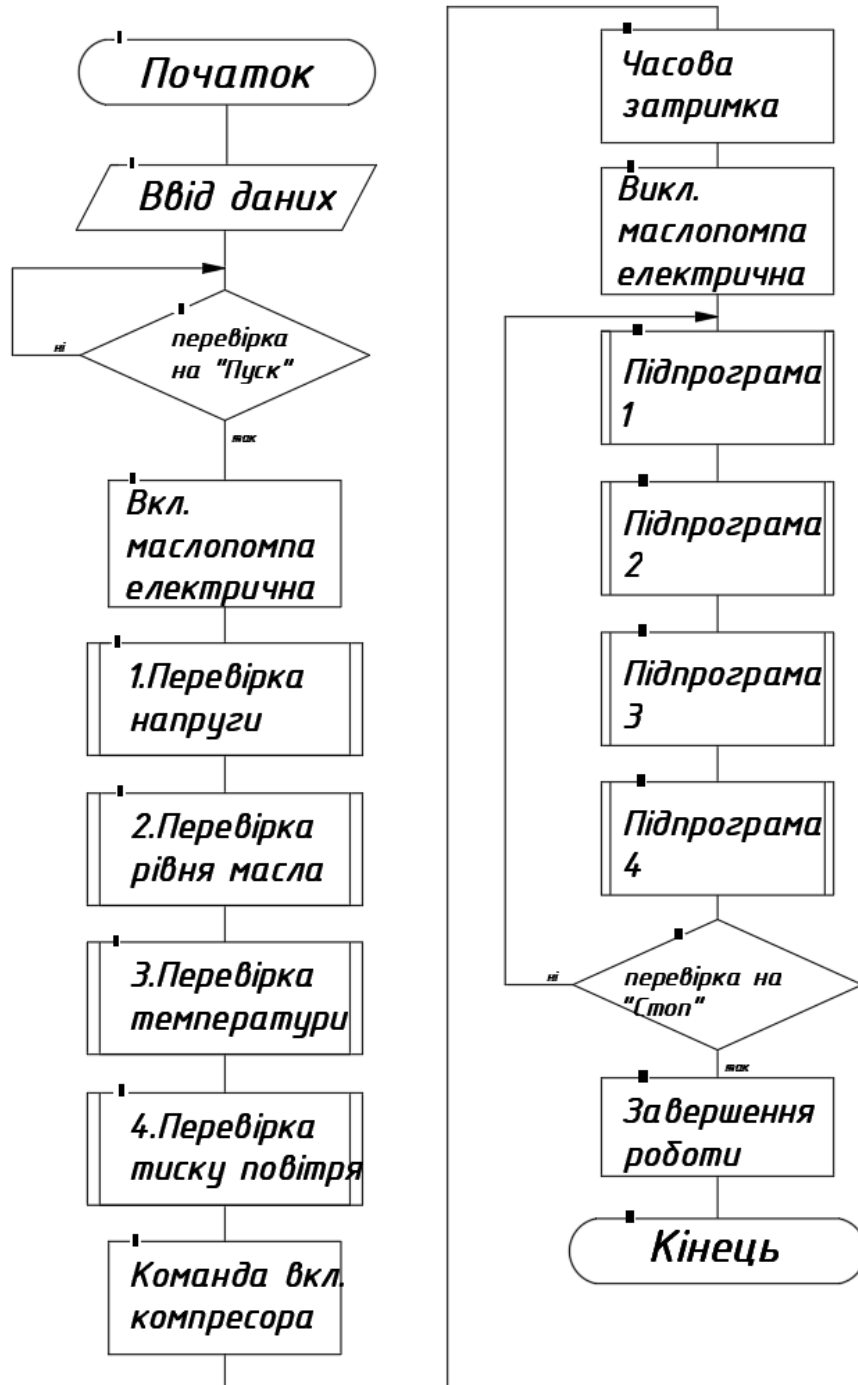 Початок
Ввід даних
перевірка
на "Пуск"
ні
так
Вкл.
маслопомпа
електрична
1.Перевірка
напруги
2.Перевірка
рівня масла
3.Перевірка
температури
4.Перевірка
тиску повітря
Команда вкл.
компресора
Часова
затримка
Викл.
маслопомпа
електрична
Підпрограма
1
Підпрограма
2
Підпрограма
3
Підпрограма
4
перевірка на
"Стоп"
ні
так
Завершення
роботи
Кінець